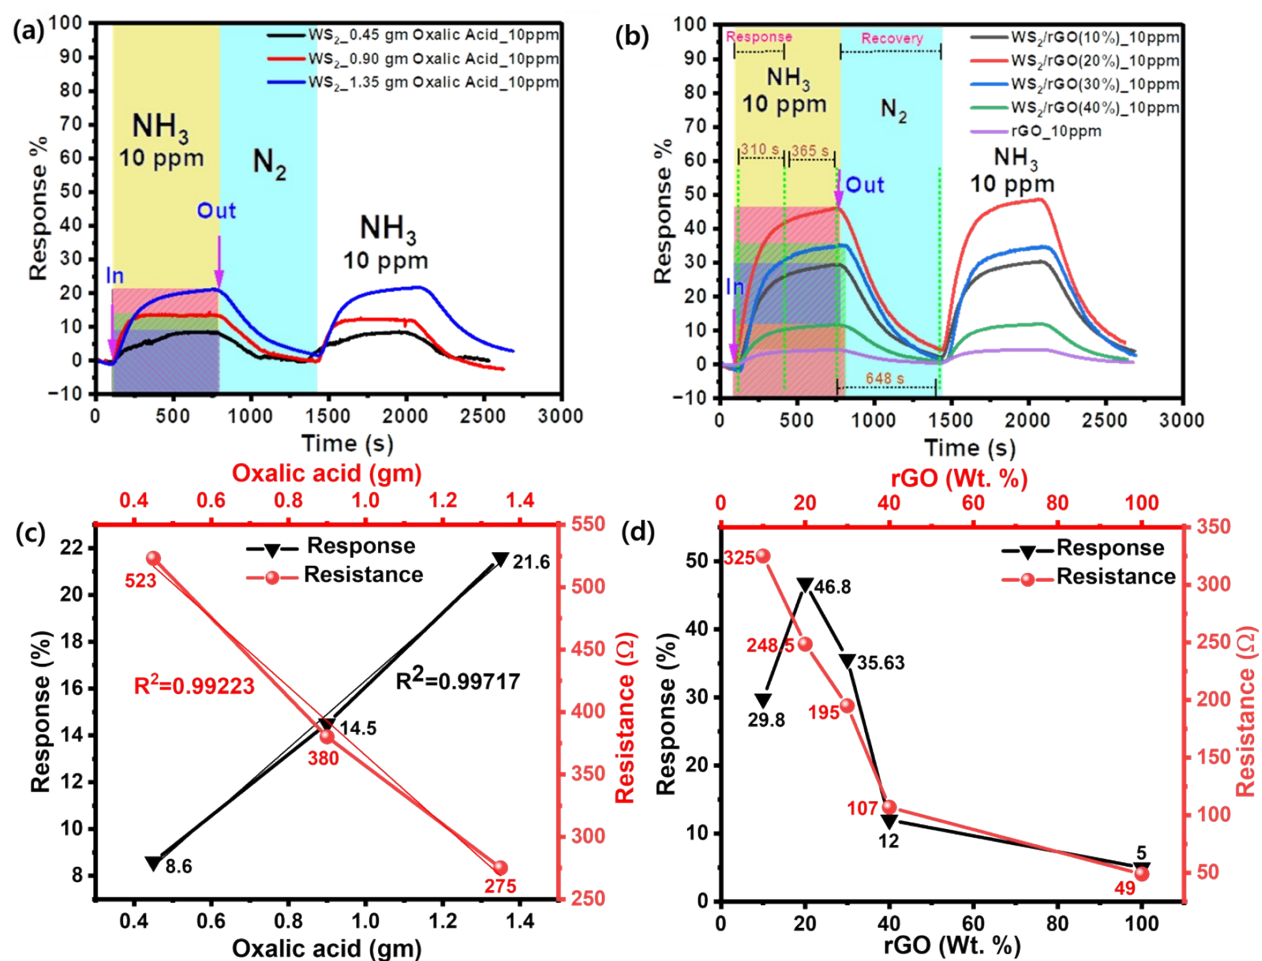 (a)
100
90
80
70
60
50
40
30
20
10
0
−10
Response %
WS2_0.45 gm Oxalic Acid_10ppm
WS2_0.90 gm Oxalic Acid_10ppm
WS2_1.35 gm Oxalic Acid_10ppm
NH3
10 ppm
N2
Out
In
NH3
10 ppm
0 500 1000 1500 2000 2500 3000
Time (s)
(b)
100
90
80
70
60
50
40
30
20
10
0
−10
Response %
Response
Recovery
WS2/rGO(10%)_10ppm
WS2/rGO(20%)_10ppm
WS2/rGO(30%)_10ppm
WS2/rGO(40%)_10ppm
rGO_10ppm
NH3
10 ppm
N2
310 s
365 s
Out
In
NH3
10 ppm
648 s
0 500 1000 1500 2000 2500 3000
Time (s)
(c)
Oxalic acid (gm)
0.4 0.6 0.8 1.0 1.2 1.4
22
20
18
16
14
12
10
8
Response (%)
Response
Resistance
523
21.6
R2=0.99223
R2=0.99717
14.5
380
8.6
275
550
500
450
400
350
300
250
Resistance (Ω)
0.4 0.6 0.8 1.0 1.2 1.4
Oxalic acid (gm)
(d)
rGO (Wt. %)
0 20 40 60 80 100
50
40
30
20
10
0
Response (%)
Response
Resistance
325
46.8
248.5
35.63
29.8
195
107
12
5
49
350
300
250
200
150
100
50
Resistance (Ω)
0 20 40 60 80 100
rGO (Wt. %)